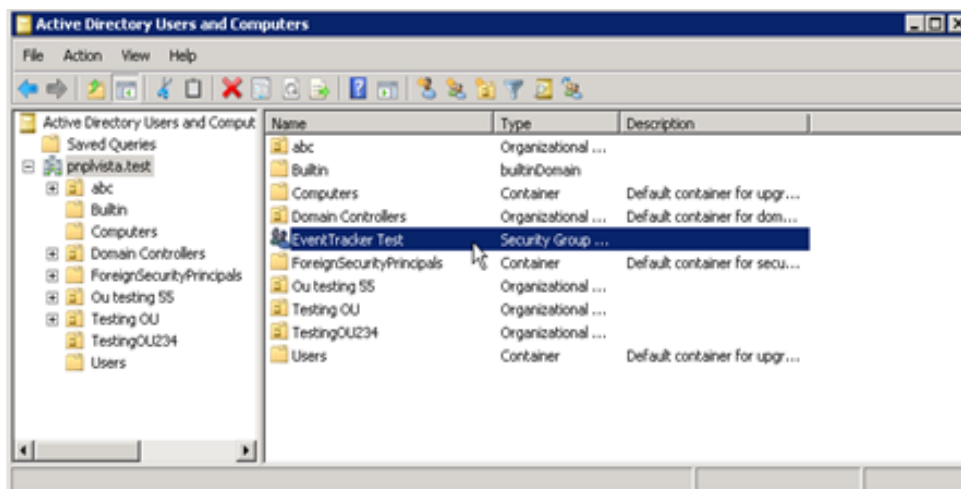 Active Directory Users and Computers
File Action View Help
Active Directory Users and Comput
Saved Queries
pnplvista.test
abc
Builtin
Computers
Domain Controllers
ForeignSecurityPrincipals
Ou testing 55
Testing OU
TestingOU234
Users
Name Type Description
abc Organizational ...
Builtin builtinDomain
Computers Container Default container for upgr...
Domain Controllers Organizational ... Default container for dom...
EventTracker Test Security Group ...
ForeignSecurityPrincipals Container Default container for secu...
Ou testing 55 Organizational ...
Testing OU Organizational ...
TestingOU234 Organizational ...
Users Container Default container for upgr...